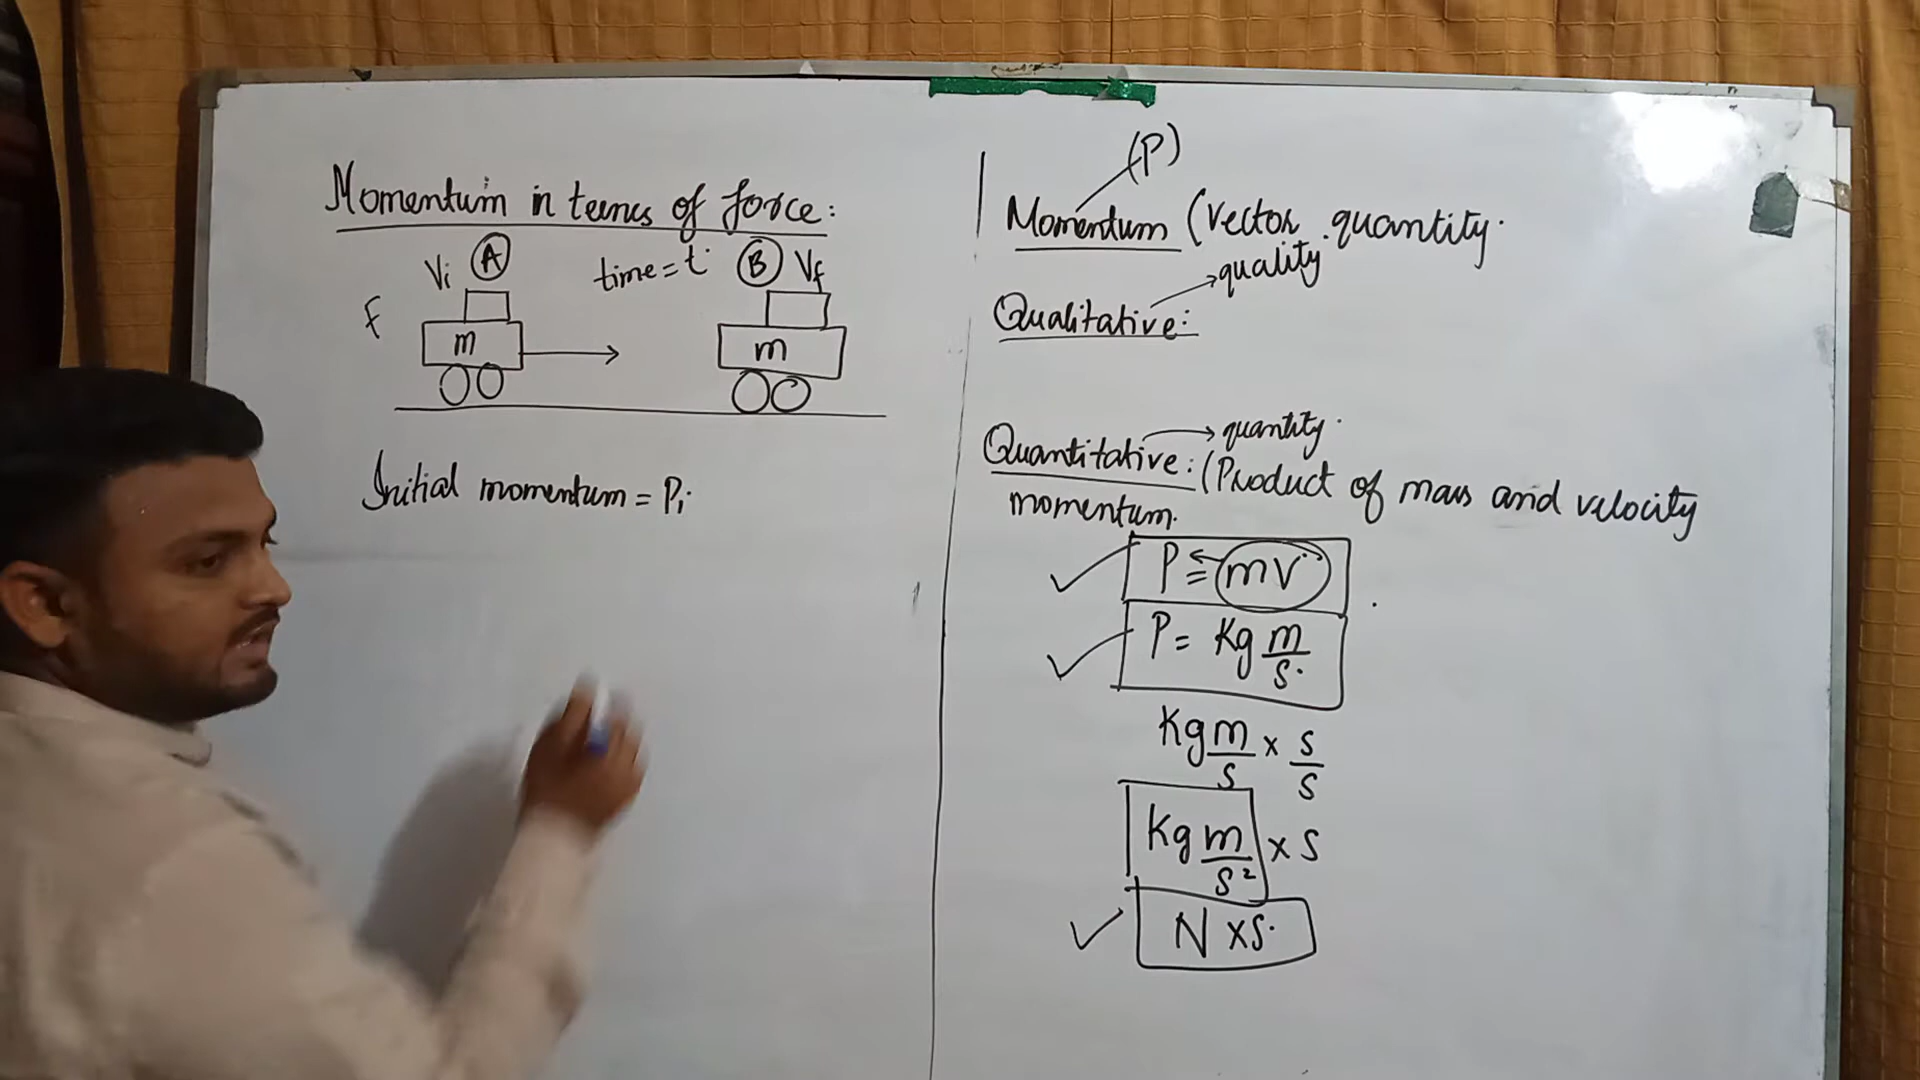 Momentum in terms of force:
Vi A time = t B Vf
F
m m
Initial momentum = Pi
(P)
Momentum (vector quantity.
quality
Qualitative:
quantity.
Quantitative: (Product of mass and velocity
momentum.
P = mv
P = Kg m/s.
Kg m/s × s/s
Kg m/s² × s
N × s.